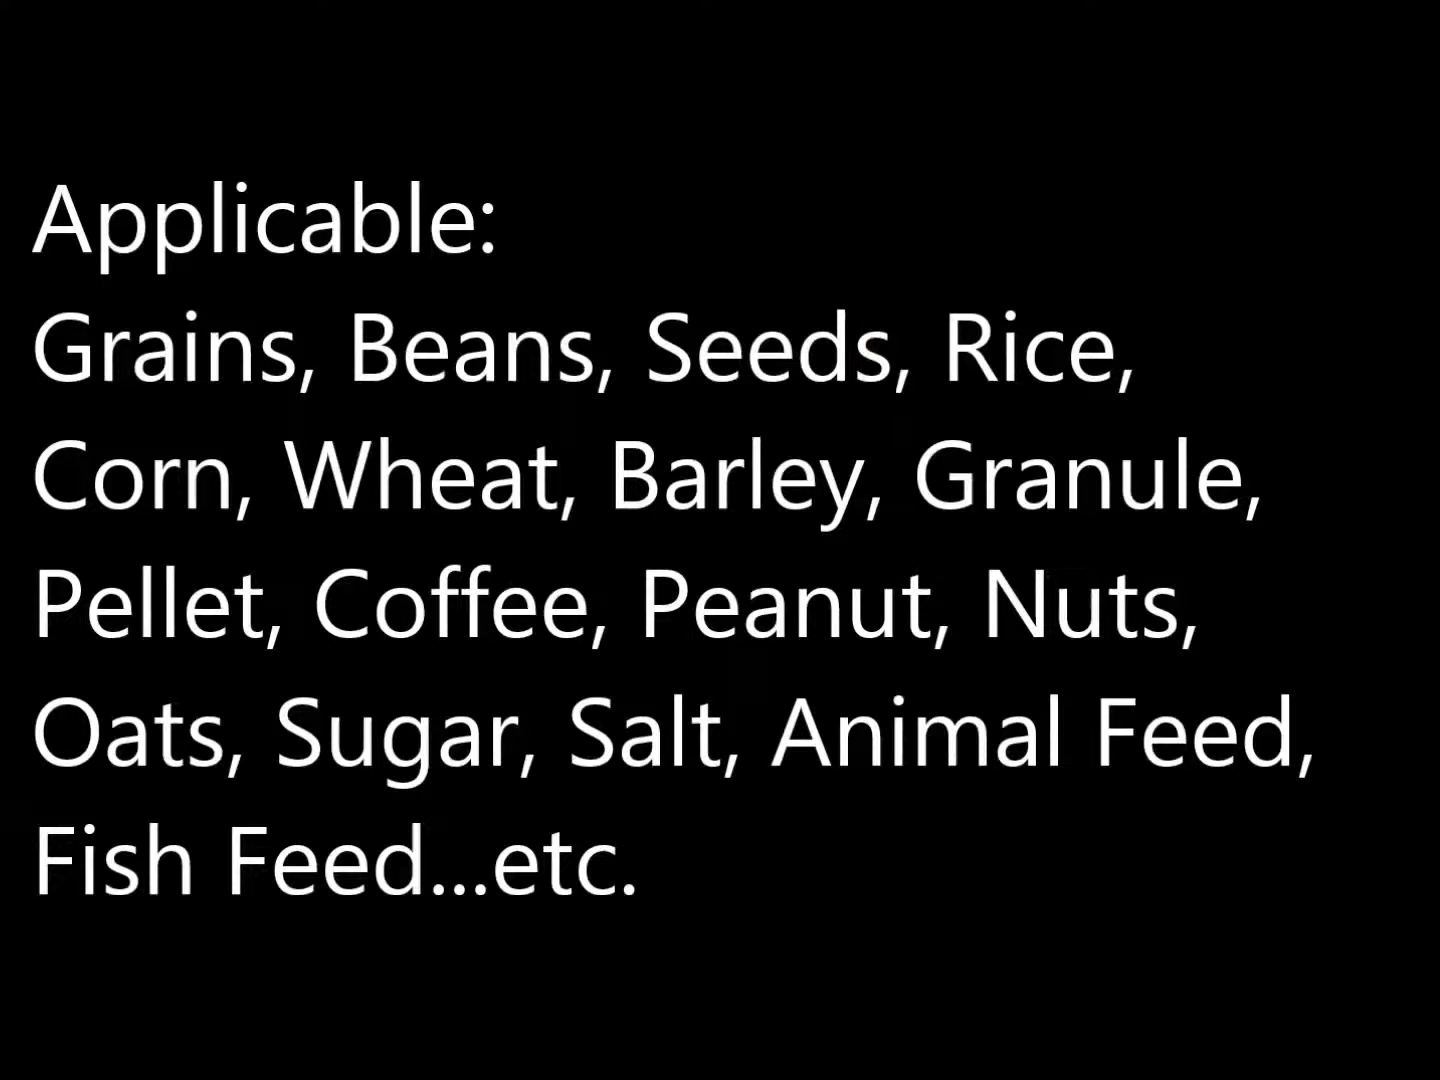 Applicable:
Grains, Beans, Seeds, Rice,
Corn, Wheat, Barley, Granule,
Pellet, Coffee, Peanut, Nuts,
Oats, Sugar, Salt, Animal Feed,
Fish Feed...etc.